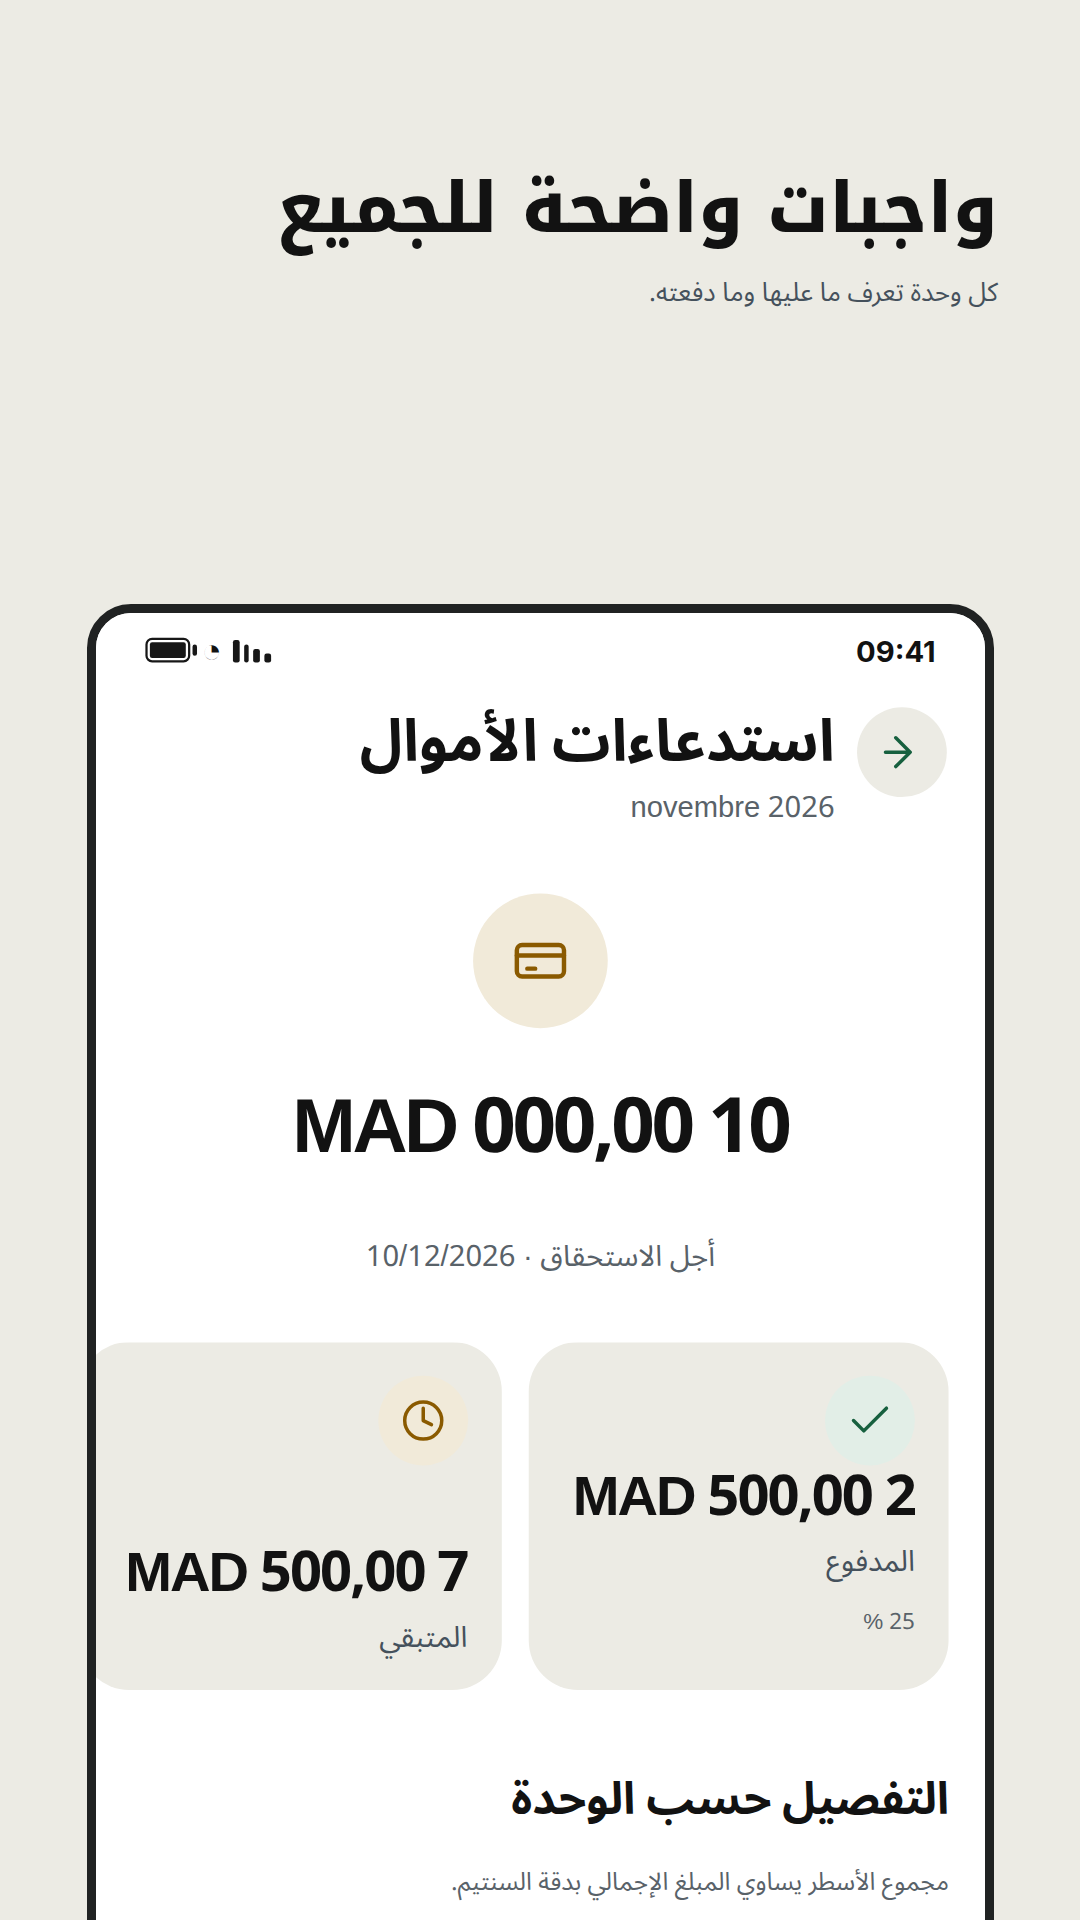 واجبات واضحة للجميع
كل وحدة تعرف ما عليها وما دفعته.
09:41
استدعاءات الأموال
novembre 2026
MAD 000,00 10
أجل الاستحقاق · 10/12/2026
MAD 500,00 2
المدفوع
% 25
MAD 500,00 7
المتبقي
التفصيل حسب الوحدة
مجموع الأسطر يساوي المبلغ الإجمالي بدقة السنتيم.